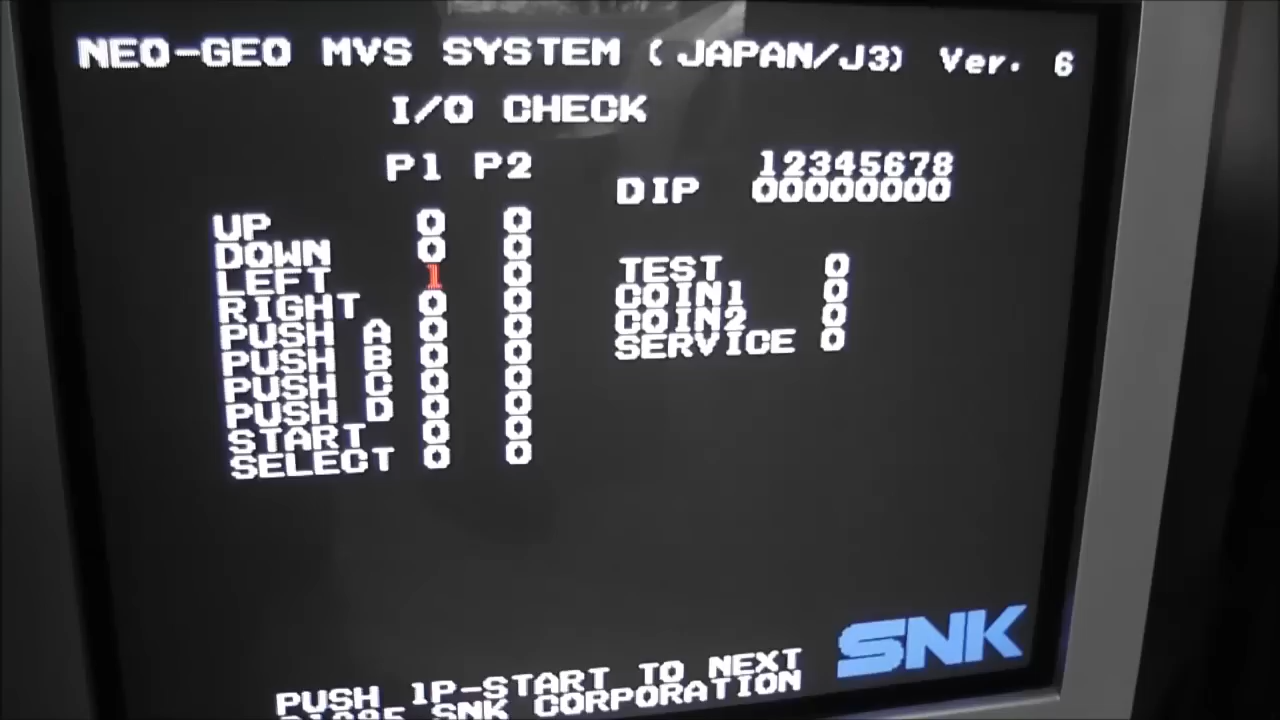 NEO-GEO MVS SYSTEM (JAPAN/J3) Ver. 6
I/O CHECK
P1 P2
12345678
DIP 00000000
UP 0 0
DOWN 0 0
LEFT 1 0
RIGHT 0 0
PUSH A 0 0
PUSH B 0 0
PUSH C 0 0
PUSH D 0 0
START 0 0
SELECT 0 0
TEST 0
COIN1 0
COIN2 0
SERVICE 0
PUSH 1P-START TO NEXT
SNK CORPORATION
SNK